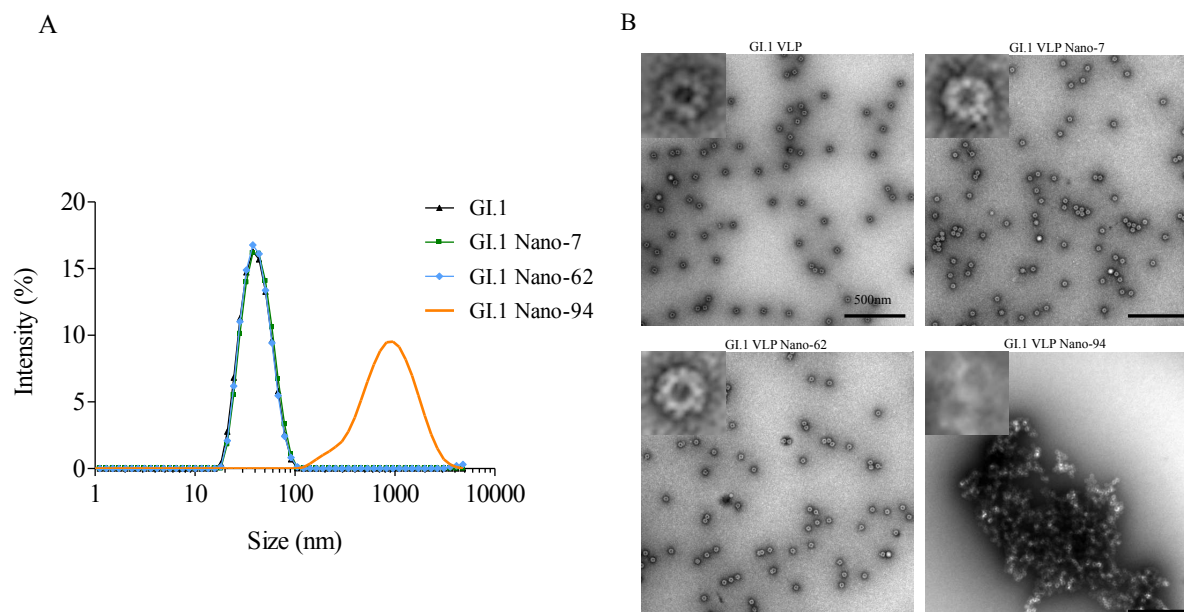 A
20
15
10
5
0
Intensity (%)
1
10
100
1000
10000
Size (nm)
GI.1
GI.1 Nano-7
GI.1 Nano-62
GI.1 Nano-94
B
GI.1 VLP
GI.1 VLP Nano-7
500nm
GI.1 VLP Nano-62
GI.1 VLP Nano-94